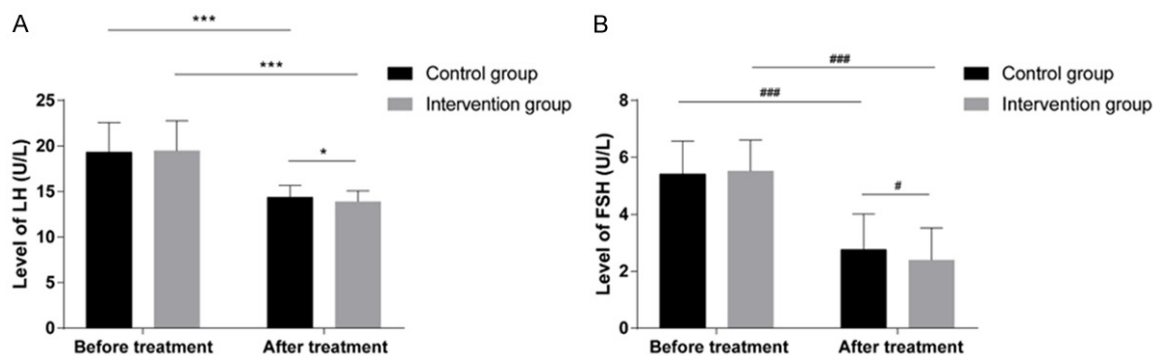 A
***
***
Control group
Intervention group
Level of LH (U/L)
25
20
15
10
5
0
*
Before treatment
After treatment
B
###
###
Control group
Intervention group
Level of FSH (U/L)
8
6
4
2
0
#
Before treatment
After treatment